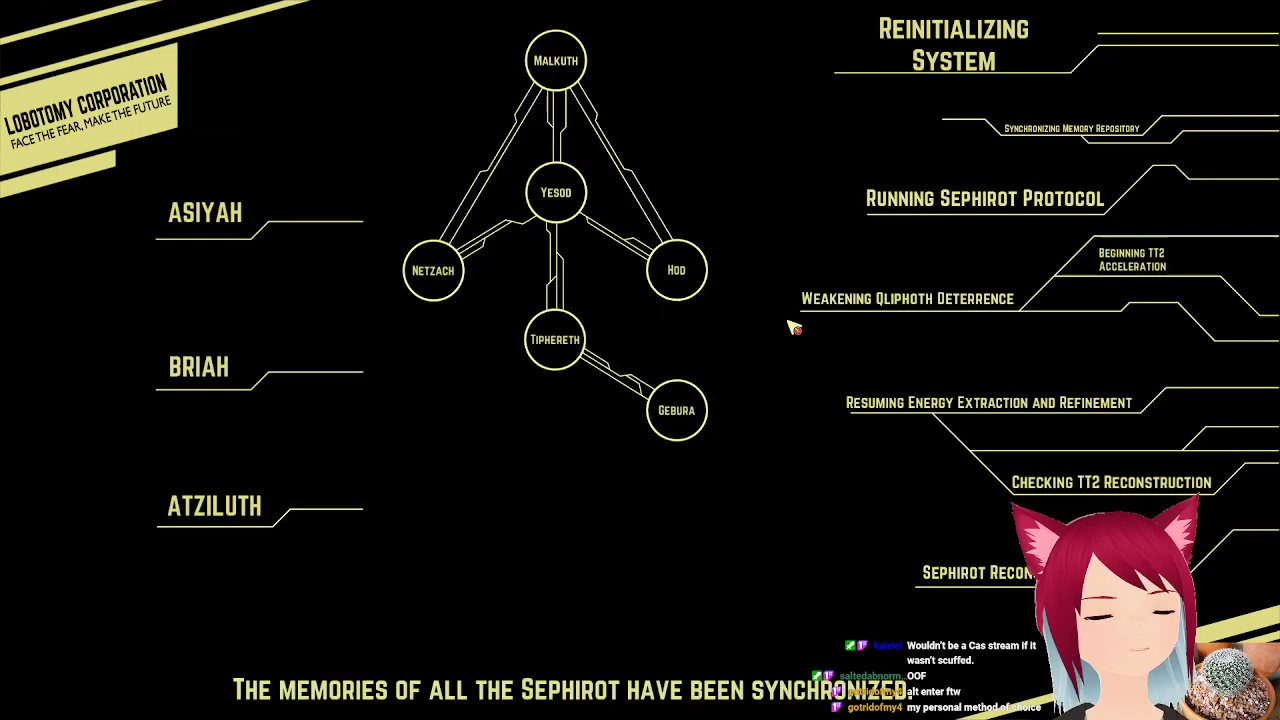 LOBOTOMY CORPORATION
FACE THE FEAR, MAKE THE FUTURE
ASIYAH
BRIAH
ATZILUTH
MALKUTH
YESOD
NETZACH
HOD
TIPHERETH
GEBURA
REINITIALIZING
SYSTEM
SYNCHRONIZING MEMORY REPOSITORY
RUNNING SEPHIROT PROTOCOL
BEGINNING TT2
ACCELERATION
WEAKENING QLIPHOTH DETERRENCE
RESUMING ENERGY EXTRACTION AND REFINEMENT
CHECKING TT2 RECONSTRUCTION
SEPHIROT RECON
Wouldn't be a Cas stream if it
wasn't scuffed.
saltedabnorm... OOF
gotridofmy4 alt enter ftw
gotridofmy4 my personal method of choice
THE MEMORIES OF ALL THE SEPHIROT HAVE BEEN SYNCHRONIZED.